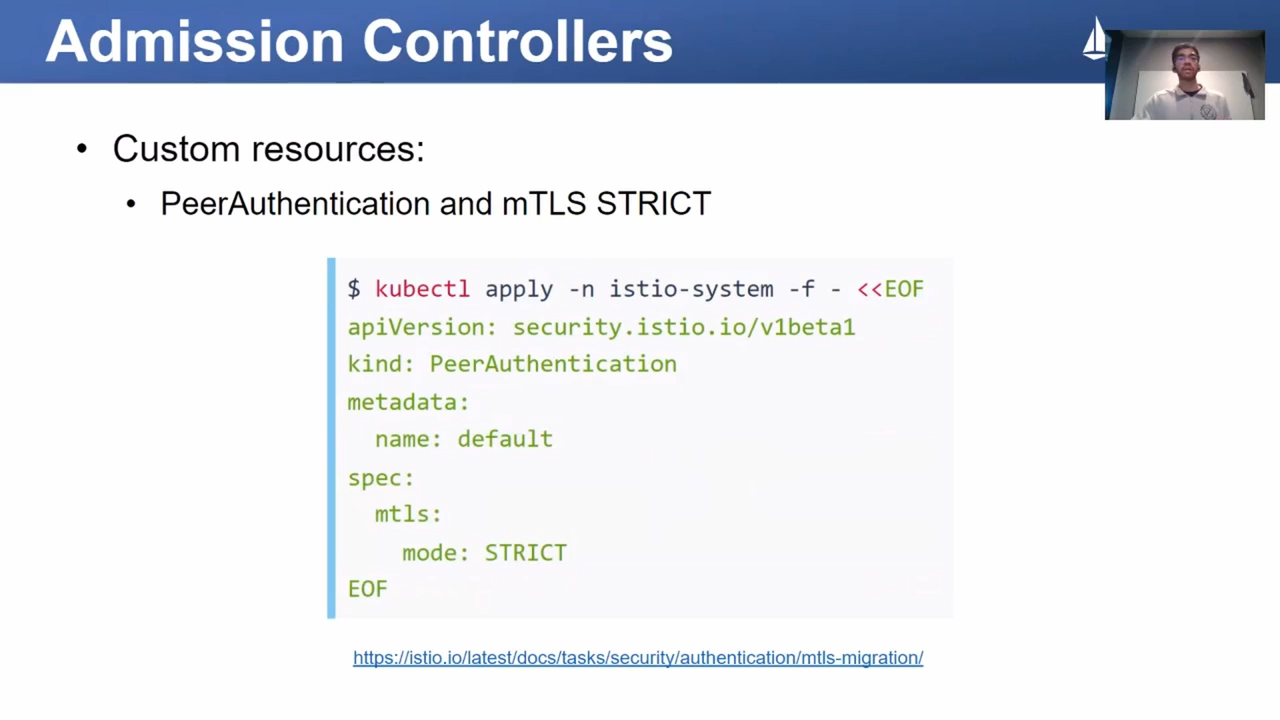 Admission Controllers
• Custom resources:
• PeerAuthentication and mTLS STRICT
$ kubectl apply -n istio-system -f - <<EOF
apiVersion: security.istio.io/v1beta1
kind: PeerAuthentication
metadata:
  name: default
spec:
  mtls:
    mode: STRICT
EOF
https://istio.io/latest/docs/tasks/security/authentication/mtls-migration/